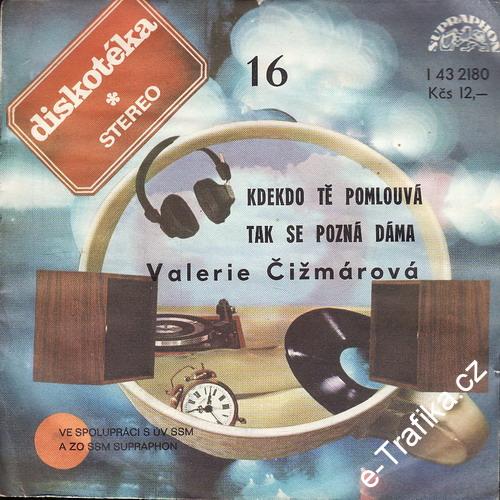 diskotéka
*
STEREO
16
SUPRAPHON
1 43 2180
Kčs 12,—
KDEKDO TĚ POMLOUVÁ
TAK SE POZNÁ DÁMA
Valerie Čižmárová
VE SPOLUPRÁCI S ÚV SSM
A ZO SSM SUPRAPHON
e-Trafika.cz